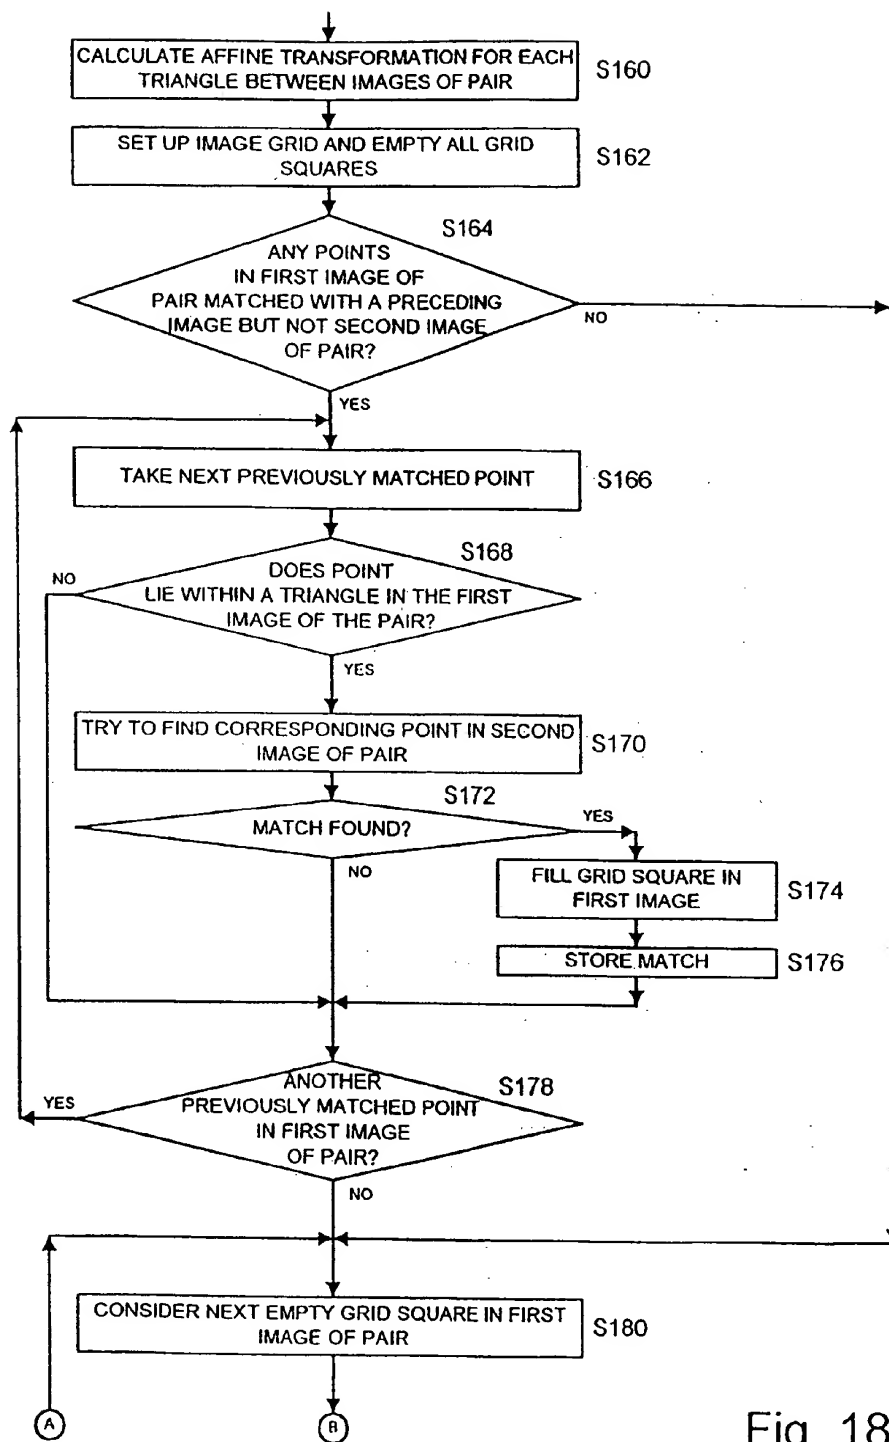 CALCULATE AFFINE TRANSFORMATION FOR EACH
TRIANGLE BETWEEN IMAGES OF PAIR
S160
SET UP IMAGE GRID AND EMPTY ALL GRID
SQUARES
S162
S164
ANY POINTS
IN FIRST IMAGE OF
PAIR MATCHED WITH A PRECEDING
IMAGE BUT NOT SECOND IMAGE
OF PAIR?
NO
YES
TAKE NEXT PREVIOUSLY MATCHED POINT
S166
S168
NO
DOES POINT
LIE WITHIN A TRIANGLE IN THE FIRST
IMAGE OF THE PAIR?
YES
TRY TO FIND CORRESPONDING POINT IN SECOND
IMAGE OF PAIR
S170
S172
MATCH FOUND?
YES
NO
FILL GRID SQUARE IN
FIRST IMAGE
S174
STORE MATCH
S176
S178
YES
ANOTHER
PREVIOUSLY MATCHED POINT
IN FIRST IMAGE
OF PAIR?
NO
CONSIDER NEXT EMPTY GRID SQUARE IN FIRST
IMAGE OF PAIR
S180
A
B
Fig. 18